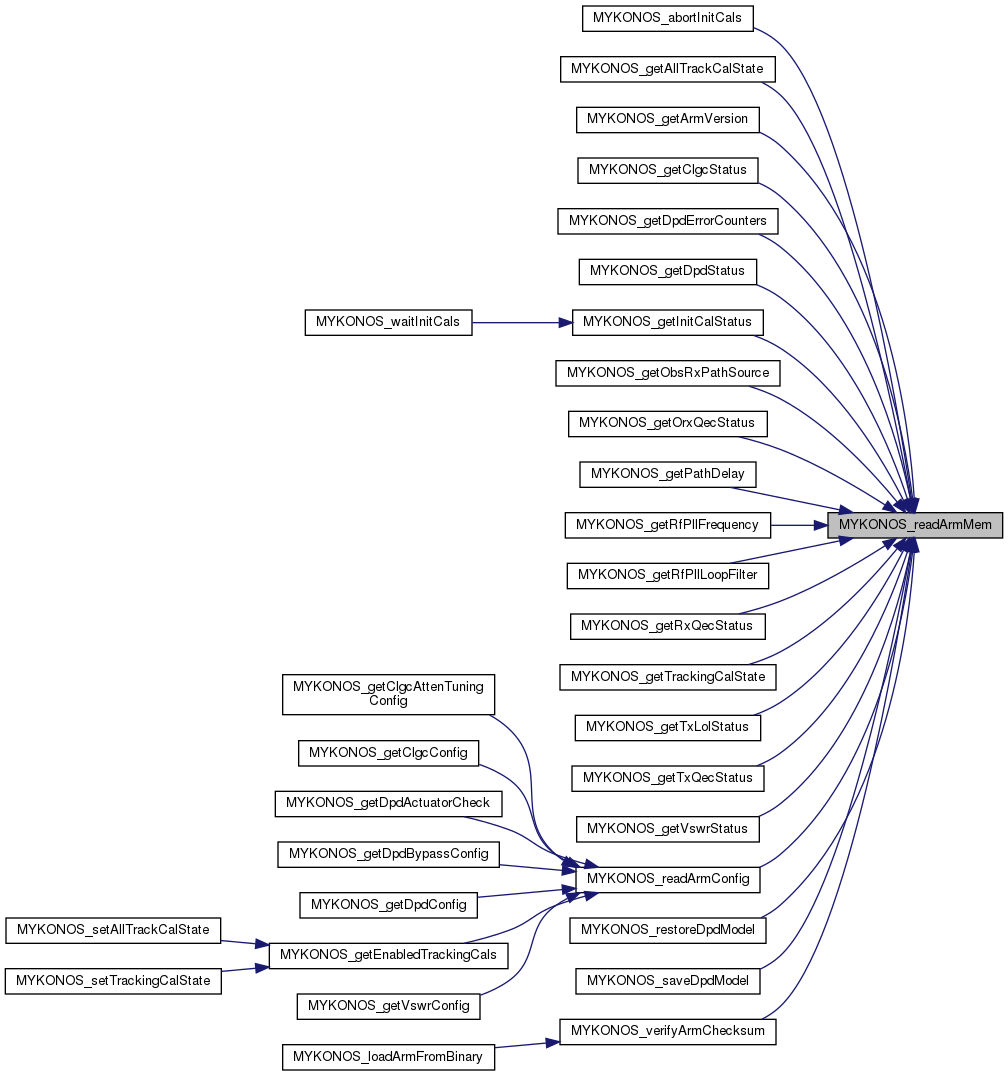 MYKONOS_abortInitCals
MYKONOS_getAllTrackCalState
MYKONOS_getArmVersion
MYKONOS_getClgcStatus
MYKONOS_getDpdErrorCounters
MYKONOS_getDpdStatus
MYKONOS_waitInitCals
MYKONOS_getInitCalStatus
MYKONOS_getObsRxPathSource
MYKONOS_getOrxQecStatus
MYKONOS_getPathDelay
MYKONOS_getRfPllFrequency
MYKONOS_readArmMem
MYKONOS_getRfPllLoopFilter
MYKONOS_getRxQecStatus
MYKONOS_getTrackingCalState
MYKONOS_getClgcAttenTuning
Config
MYKONOS_getTxLolStatus
MYKONOS_getClgcConfig
MYKONOS_getTxQecStatus
MYKONOS_getDpdActuatorCheck
MYKONOS_getVswrStatus
MYKONOS_getDpdBypassConfig
MYKONOS_readArmConfig
MYKONOS_getDpdConfig
MYKONOS_setAllTrackCalState
MYKONOS_restoreDpdModel
MYKONOS_getEnabledTrackingCals
MYKONOS_setTrackingCalState
MYKONOS_saveDpdModel
MYKONOS_getVswrConfig
MYKONOS_verifyArmChecksum
MYKONOS_loadArmFromBinary